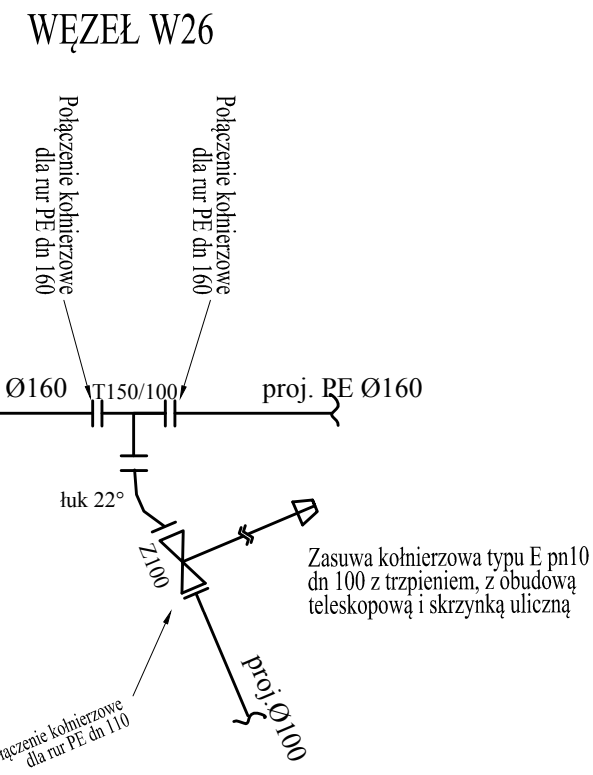 WĘZEŁ W26
Połączenie kołnierzowe
dla rur PE dn 160
Połączenie kołnierzowe
dla rur PE dn 160
Ø160
T150/100
proj. PE Ø160
łuk 22°
Z100
Zasuwa kołnierzowa typu E pn10
dn 100 z trzpieniem, z obudową
teleskopową i skrzynką uliczną
proj.Ø100
kołnierzowe
dla rur PE dn 110